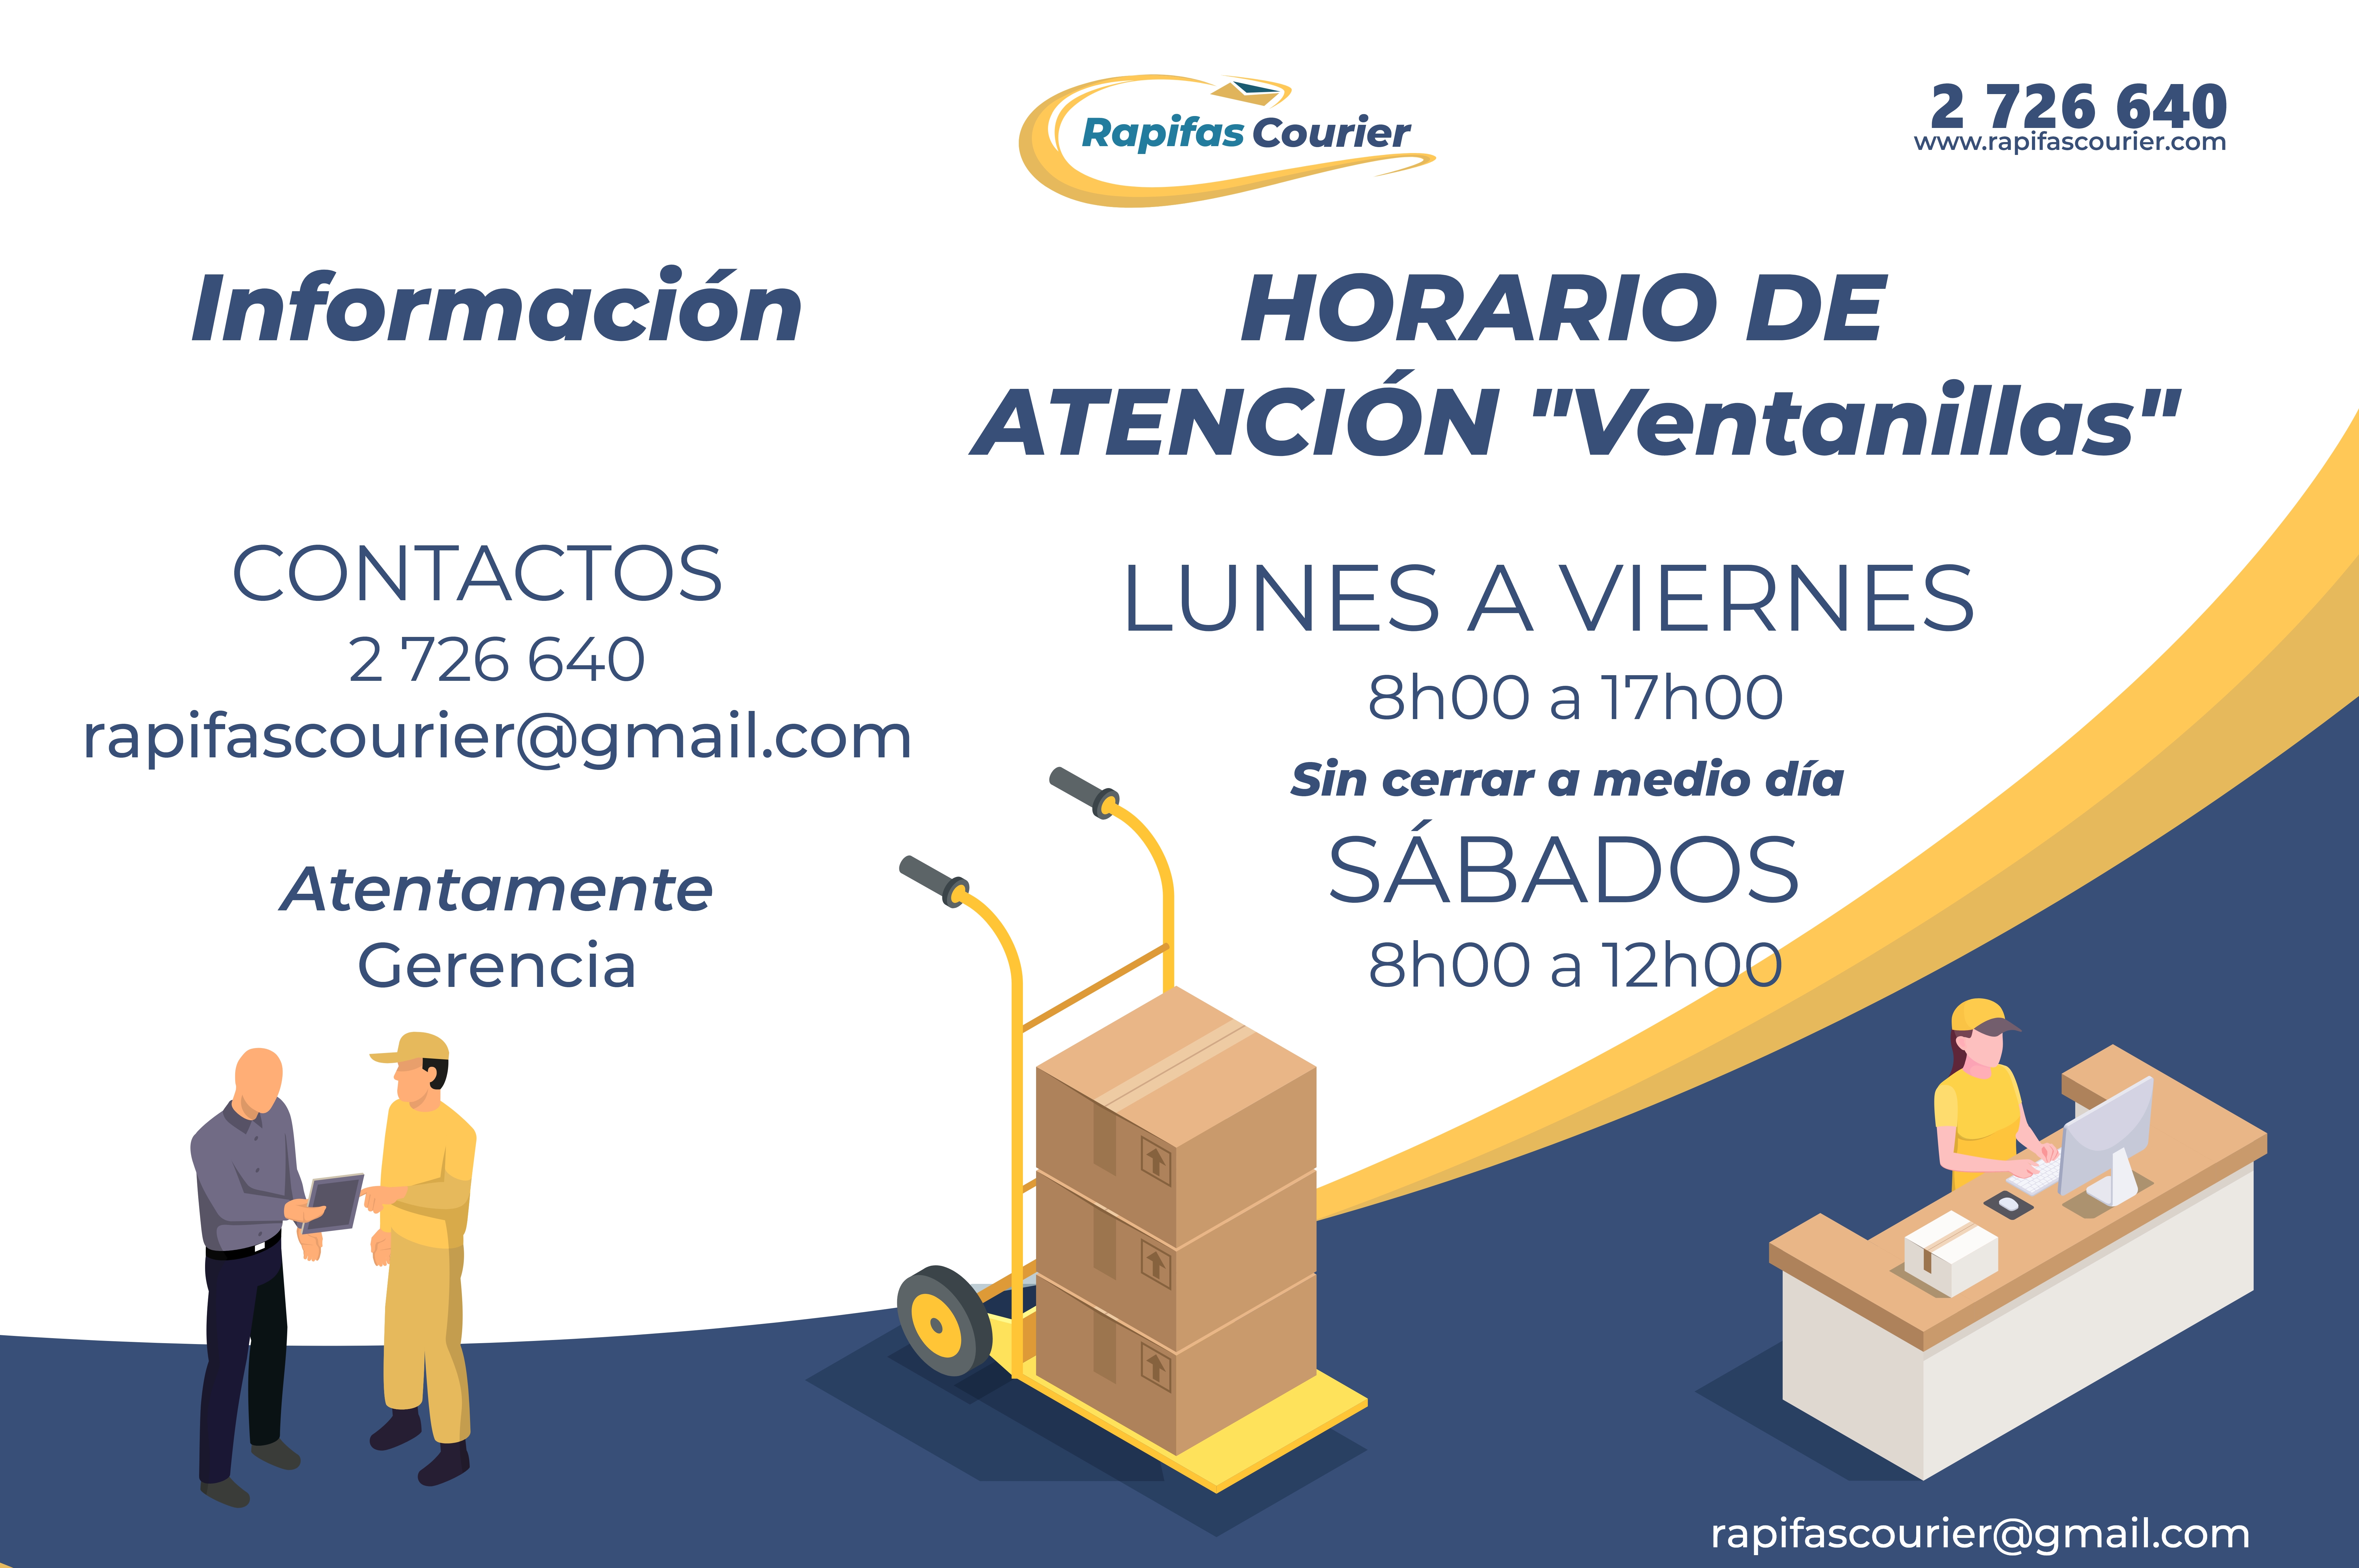 Rapifas Courier
2 726 640
www.rapifascourier.com
Información
CONTACTOS
2 726 640
rapifascourier@gmail.com
Atentamente
Gerencia
HORARIO DE
ATENCIÓN "Ventanillas"
LUNES A VIERNES
8h00 a 17h00
Sin cerrar a medio día
SÁBADOS
8h00 a 12h00
rapifascourier@gmail.com